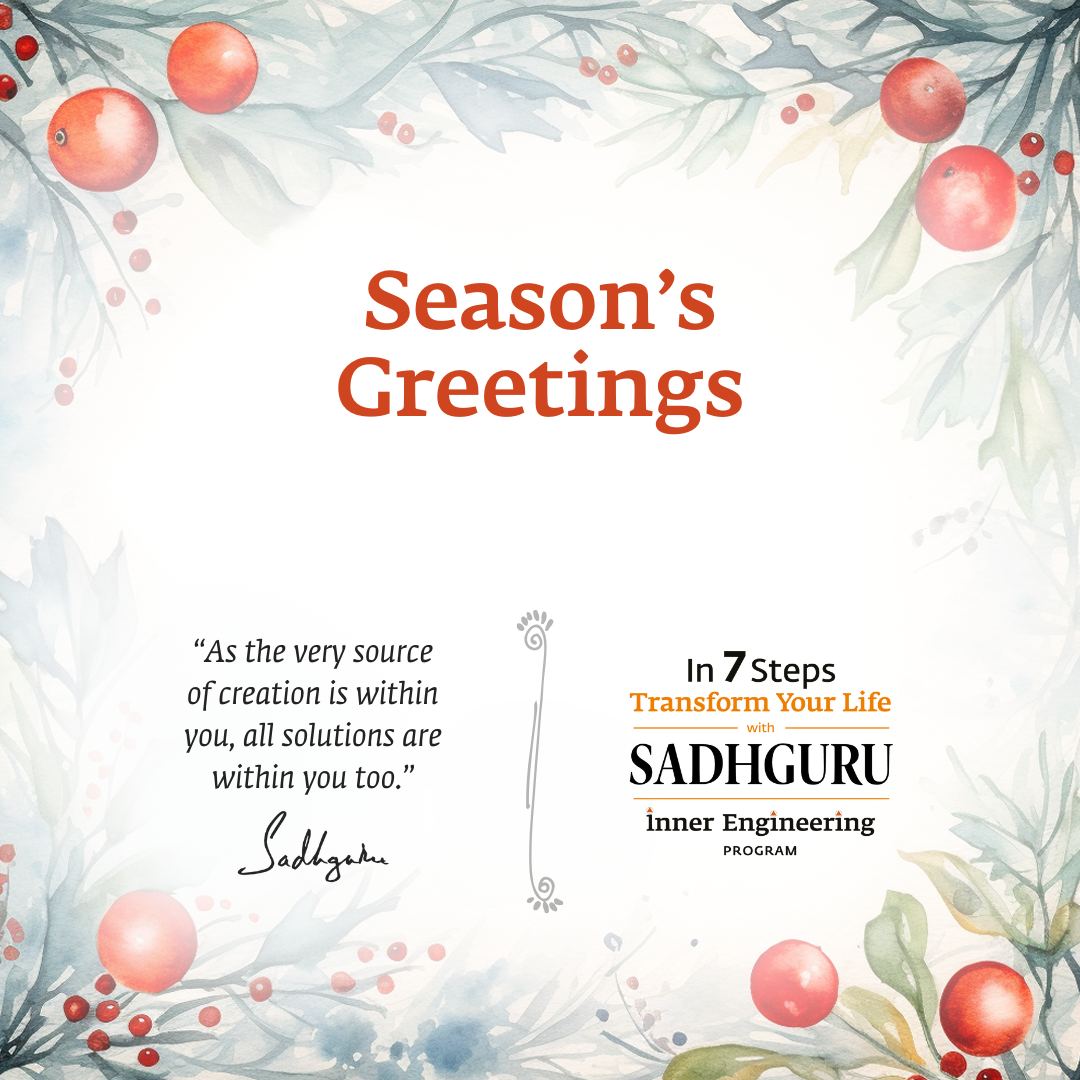 Season’s
Greetings
“As the very source
of creation is within
you, all solutions are
within you too.”
Sadhguru
In 7 Steps
Transform Your Life
with
SADHGURU
inner Engineering
PROGRAM